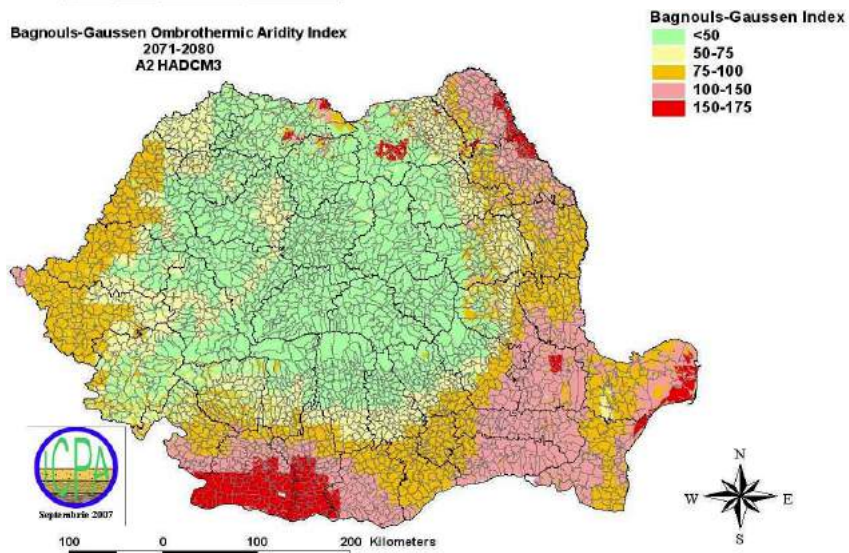 Bagnouls-Gaussen Ombrothermic Aridity Index
2071-2080
A2 HADCM3
Bagnouls-Gaussen Index
<50
50-75
75-100
100-150
150-175
ICPA
Septembrie 2007
N
W E
S
100 0 100 200 Kilometers